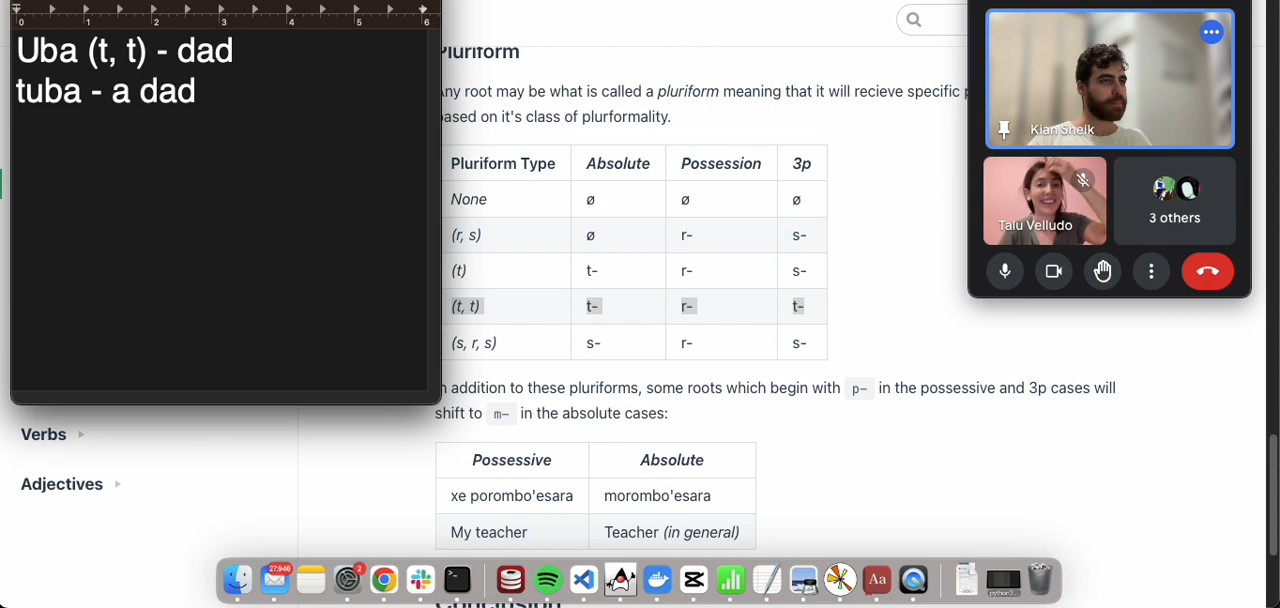 0 1 2 3 4 5 6
Uba (t, t) - dad
tuba - a dad
Pluriform
Any root may be what is called a pluriform meaning that it will recieve specific
based on it's class of plurformality.
Pluriform Type Absolute Possession 3p
None ø ø ø
(r, s) ø r- s-
(t) t- r- s-
(t, t) t- r- t-
(s, r, s) s- r- s-
In addition to these pluriforms, some roots which begin with p- in the possessive and 3p cases will
shift to m- in the absolute cases:
Possessive Absolute
xe porombo'esara morombo'esara
My teacher Teacher (in general)
Conclusion
Verbs
Adjectives
Kian Sheik
Talu Velludo
3 others
27,946
2
Aa
python3...